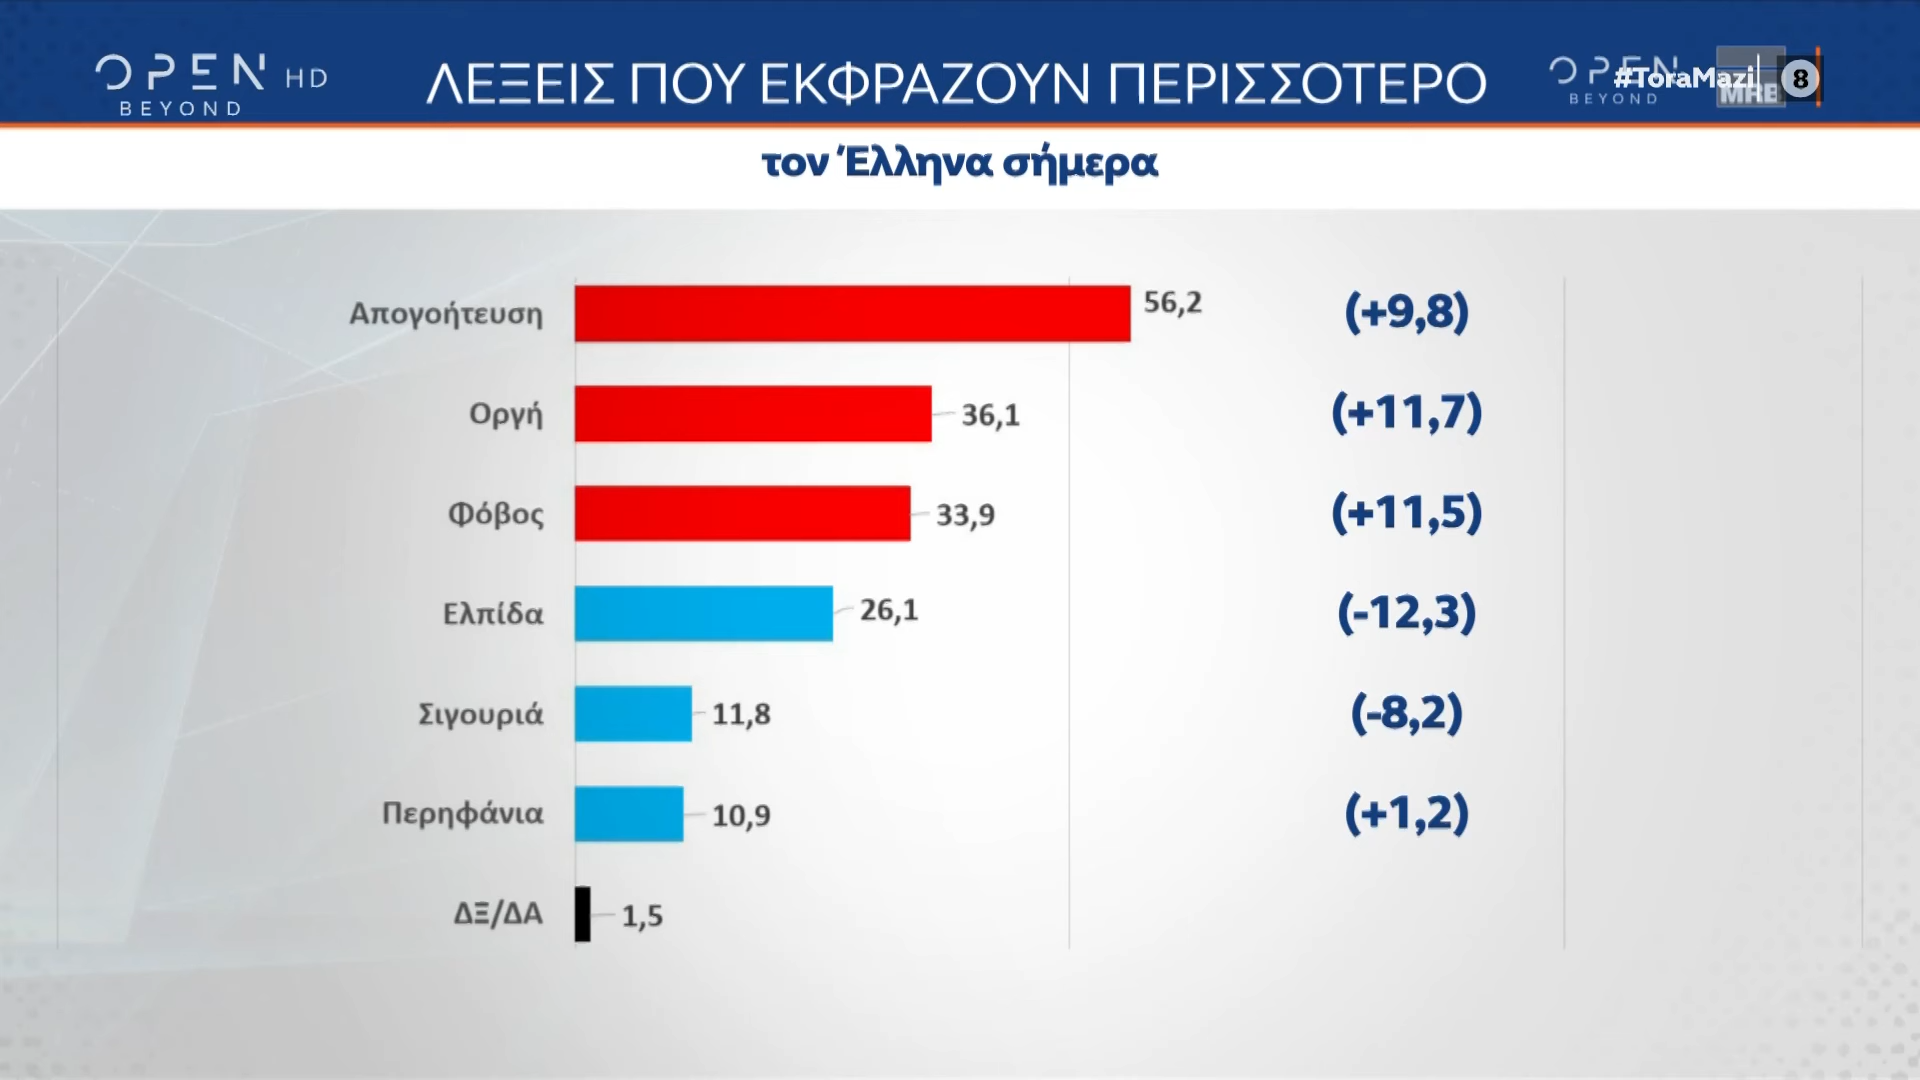 OPEN HD
BEYOND
ΛΕΞΕΙΣ ΠΟΥ ΕΚΦΡΑΖΟΥΝ ΠΕΡΙΣΣΟΤΕΡΟ
OPEN
BEYOND
#ToraMazi
MRB
8
τον Έλληνα σήμερα
Απογοήτευση 56,2 (+9,8)
Οργή 36,1 (+11,7)
Φόβος 33,9 (+11,5)
Ελπίδα 26,1 (-12,3)
Σιγουριά 11,8 (-8,2)
Περηφάνια 10,9 (+1,2)
ΔΞ/ΔΑ 1,5